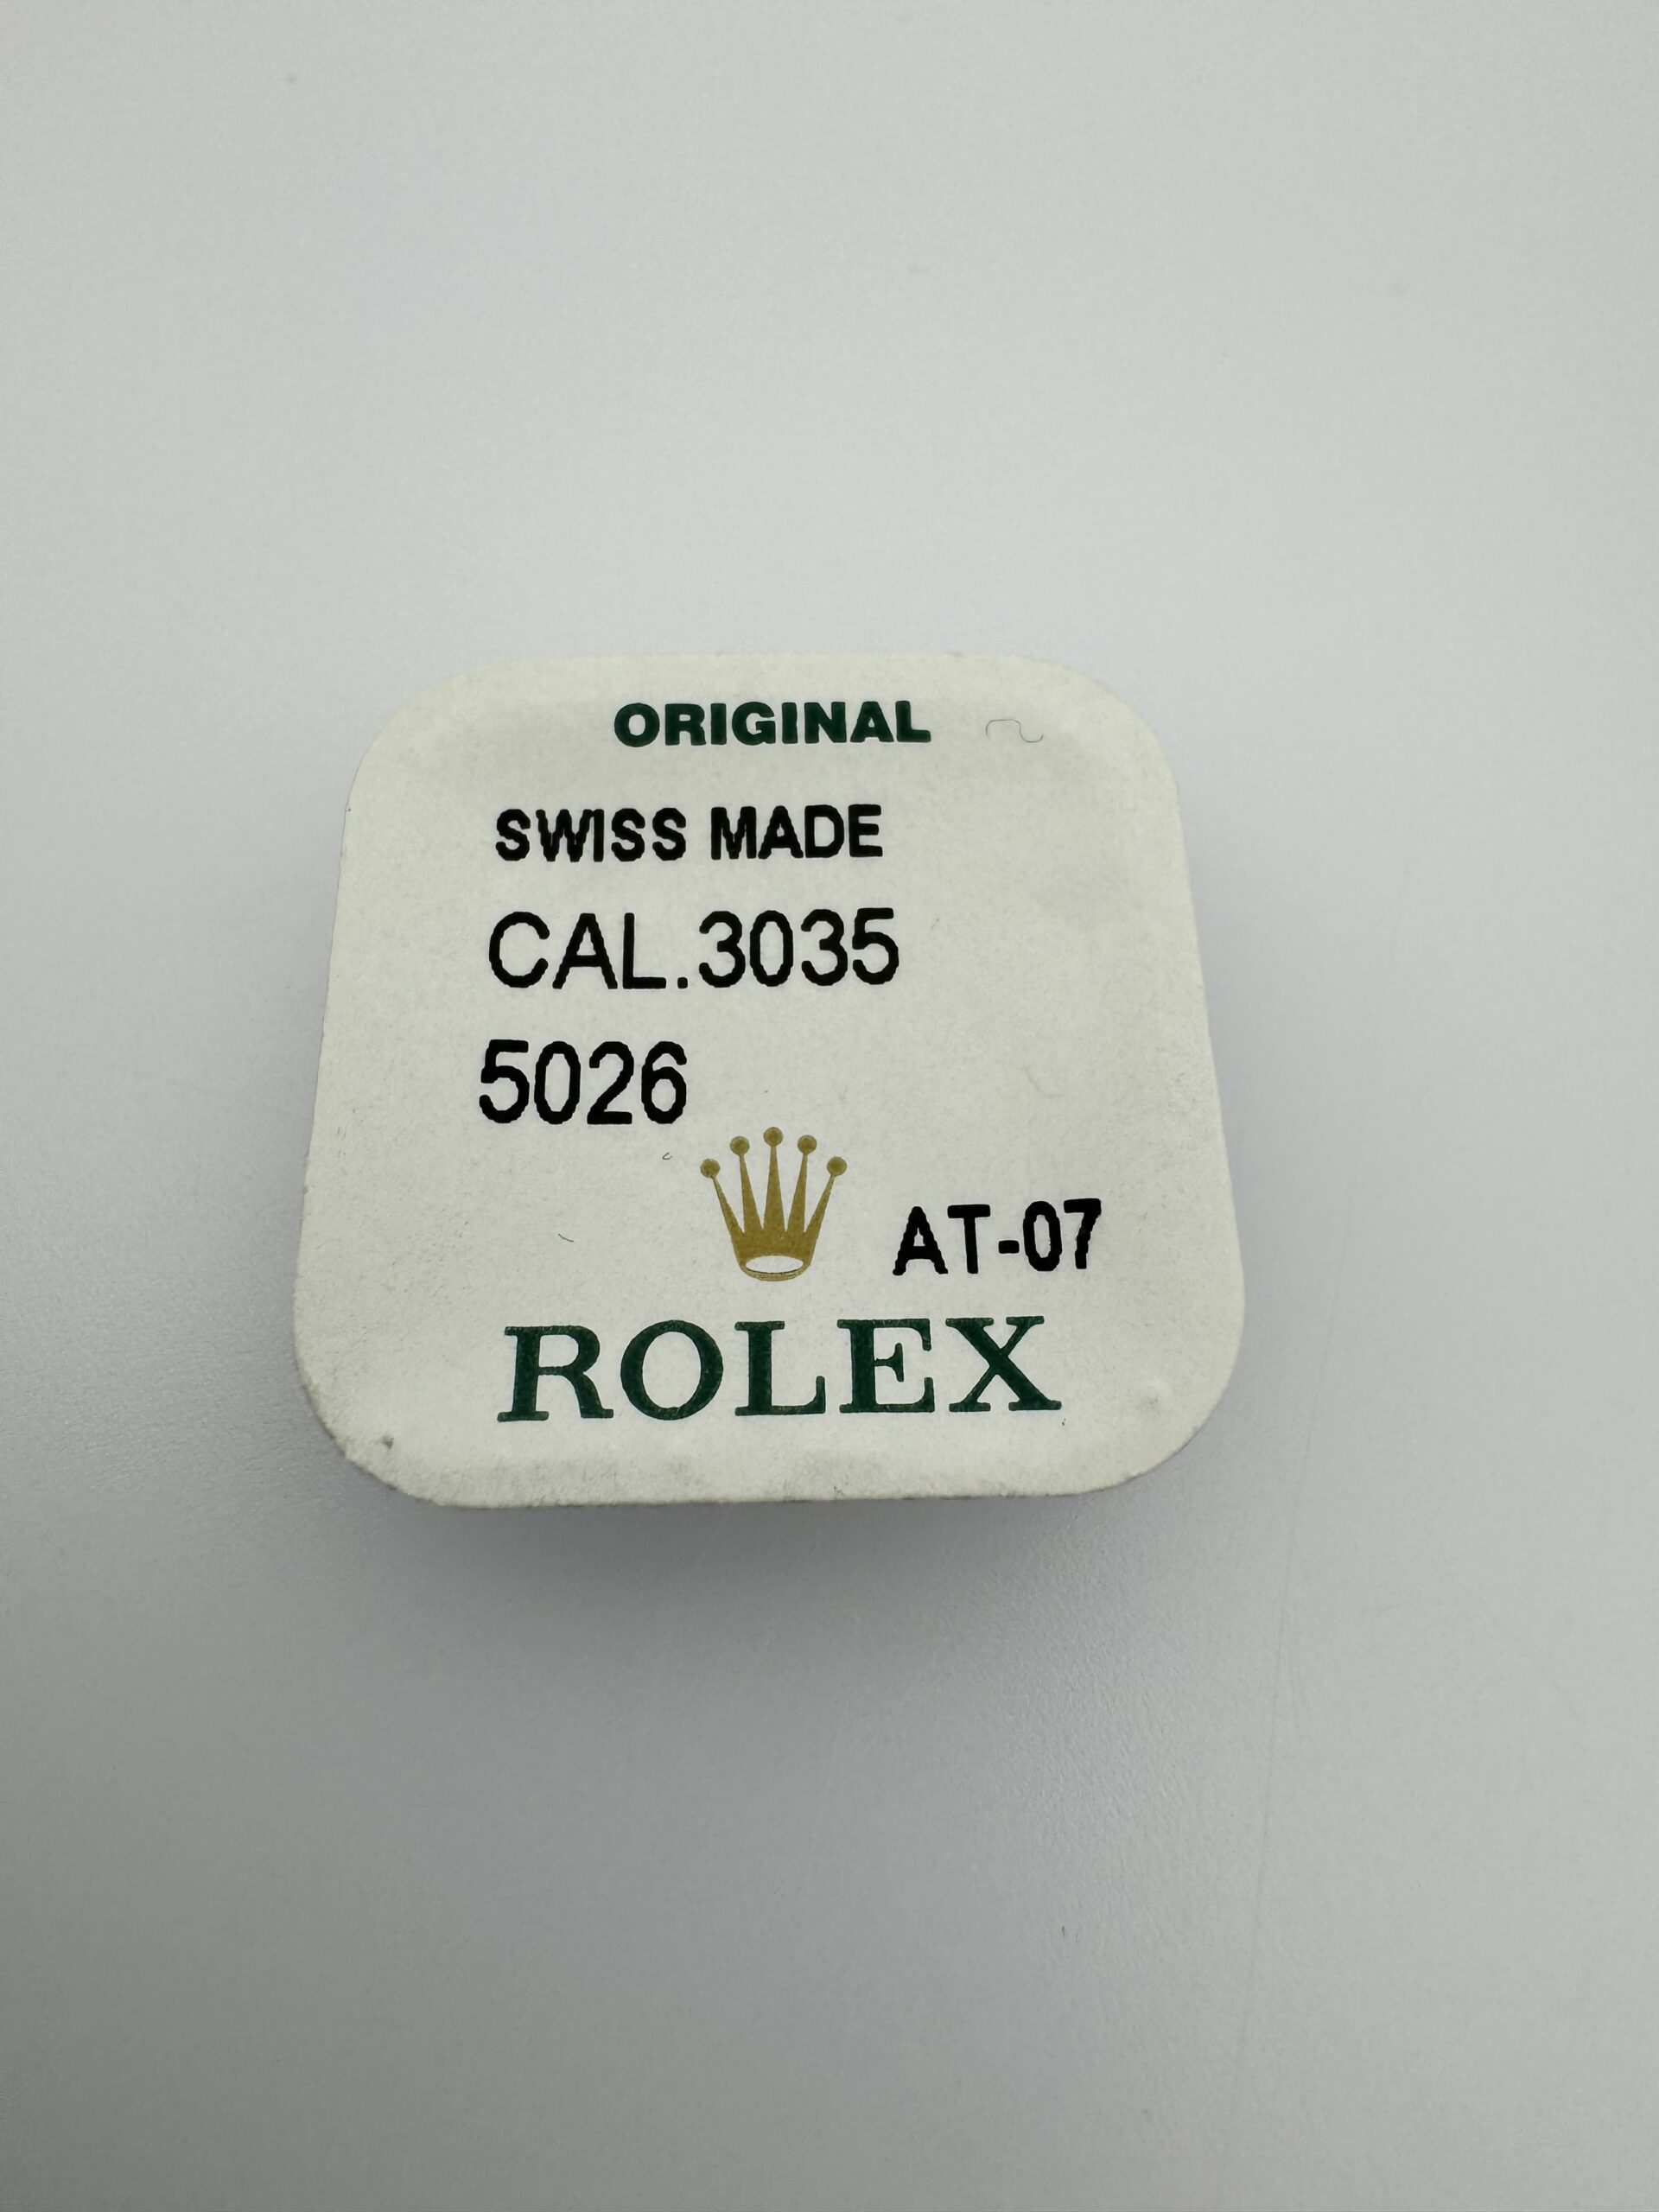 ORIGINAL
SWISS MADE
CAL.3035
5026
AT-07
ROLEX